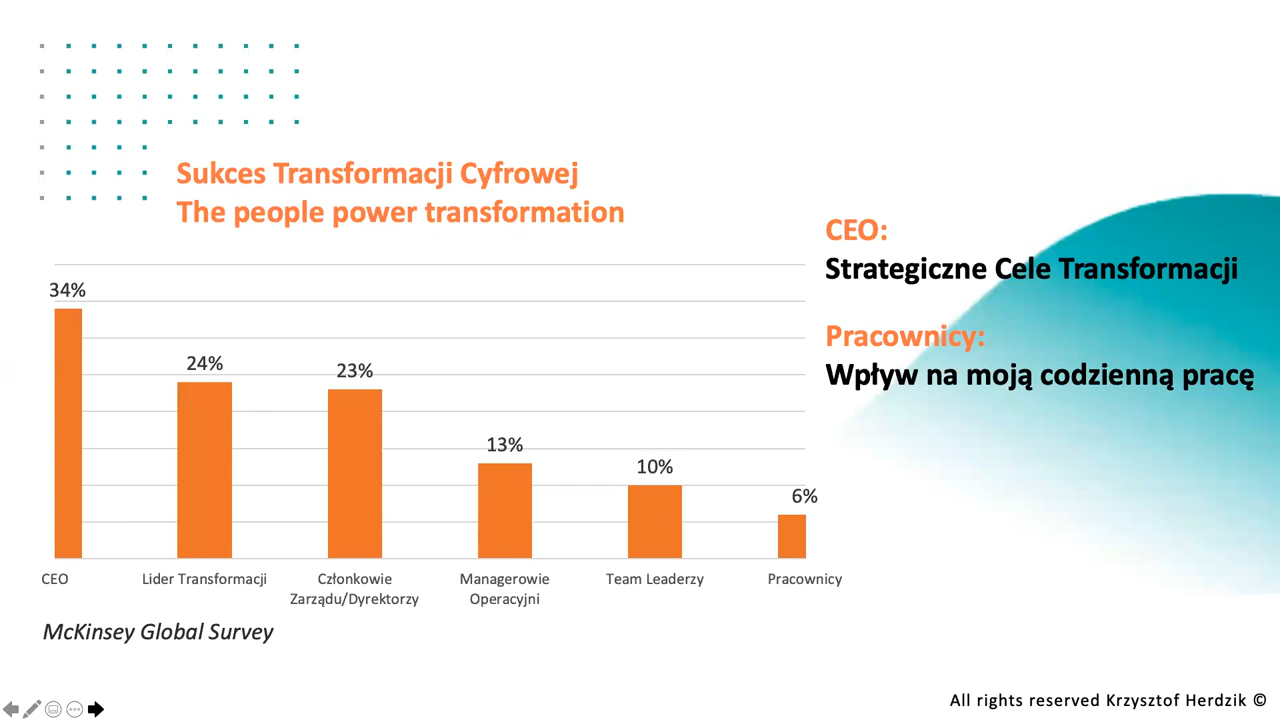 Sukces Transformacji Cyfrowej
The people power transformation
CEO:
Strategiczne Cele Transformacji
Pracownicy:
Wpływ na moją codzienną pracę
34%
24%
23%
13%
10%
6%
CEO
Lider Transformacji
Członkowie
Zarządu/Dyrektorzy
Managerowie
Operacyjni
Team Leaderzy
Pracownicy
McKinsey Global Survey
All rights reserved Krzysztof Herdzik ©